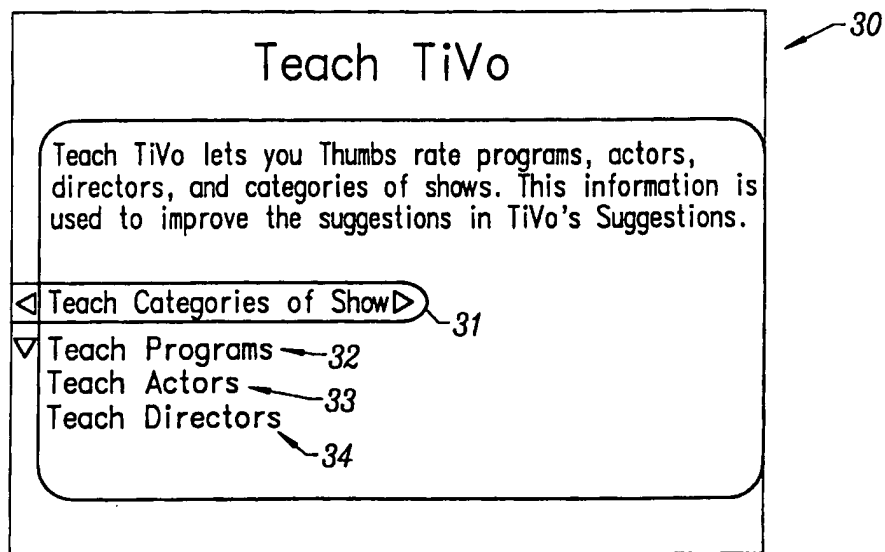 30
Teach TiVo
Teach TiVo lets you Thumbs rate programs, actors,
directors, and categories of shows. This information is
used to improve the suggestions in TiVo's Suggestions.
Teach Categories of Show
31
Teach Programs 32
Teach Actors 33
Teach Directors
34